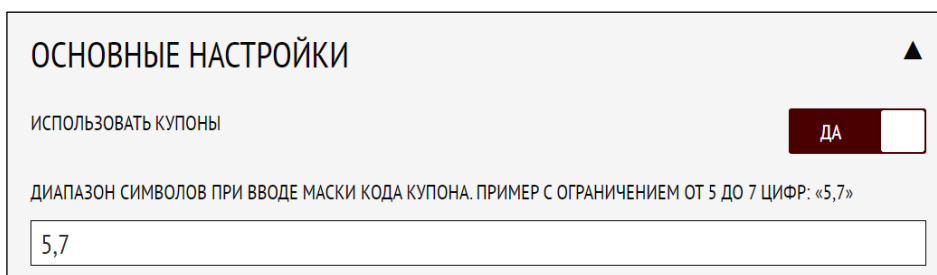 ОСНОВНЫЕ НАСТРОЙКИ ▲
ИСПОЛЬЗОВАТЬ КУПОНЫ ДА
ДИАПАЗОН СИМВОЛОВ ПРИ ВВОДЕ МАСКИ КОДА КУПОНА. ПРИМЕР С ОГРАНИЧЕНИЕМ ОТ 5 ДО 7 ЦИФР: «5,7»
5,7